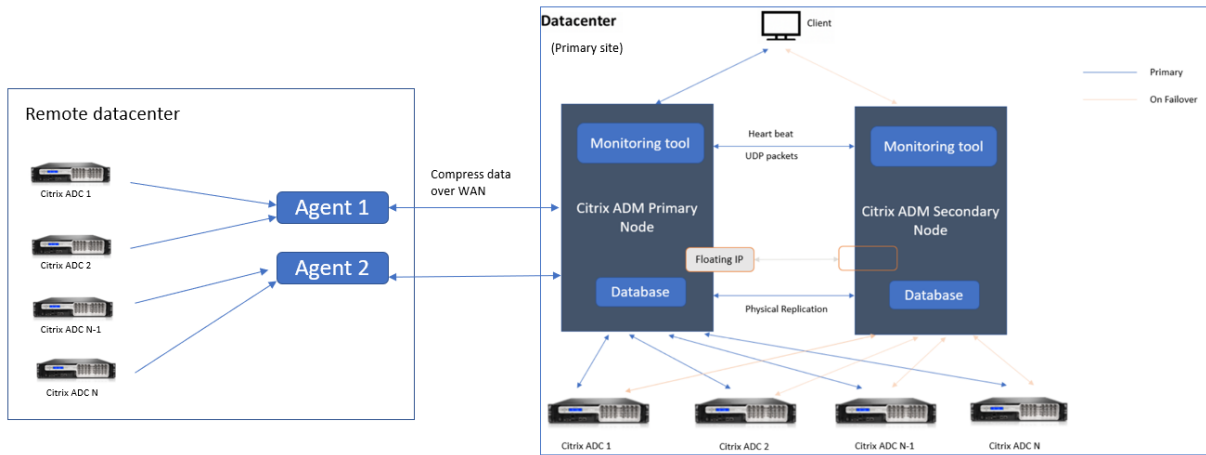 Remote datacenter
Citrix ADC 1
Citrix ADC 2
Citrix ADC N-1
Citrix ADC N
Agent 1
Agent 2
Compress data
over WAN
Datacenter
(Primary site)
Client
Primary
On Failover
Monitoring tool
Heart beat
UDP packets
Monitoring tool
Citrix ADM Primary
Node
Citrix ADM Secondary
Node
Floating IP
Database
Physical Replication
Database
Citrix ADC 1
Citrix ADC 2
Citrix ADC N-1
Citrix ADC N